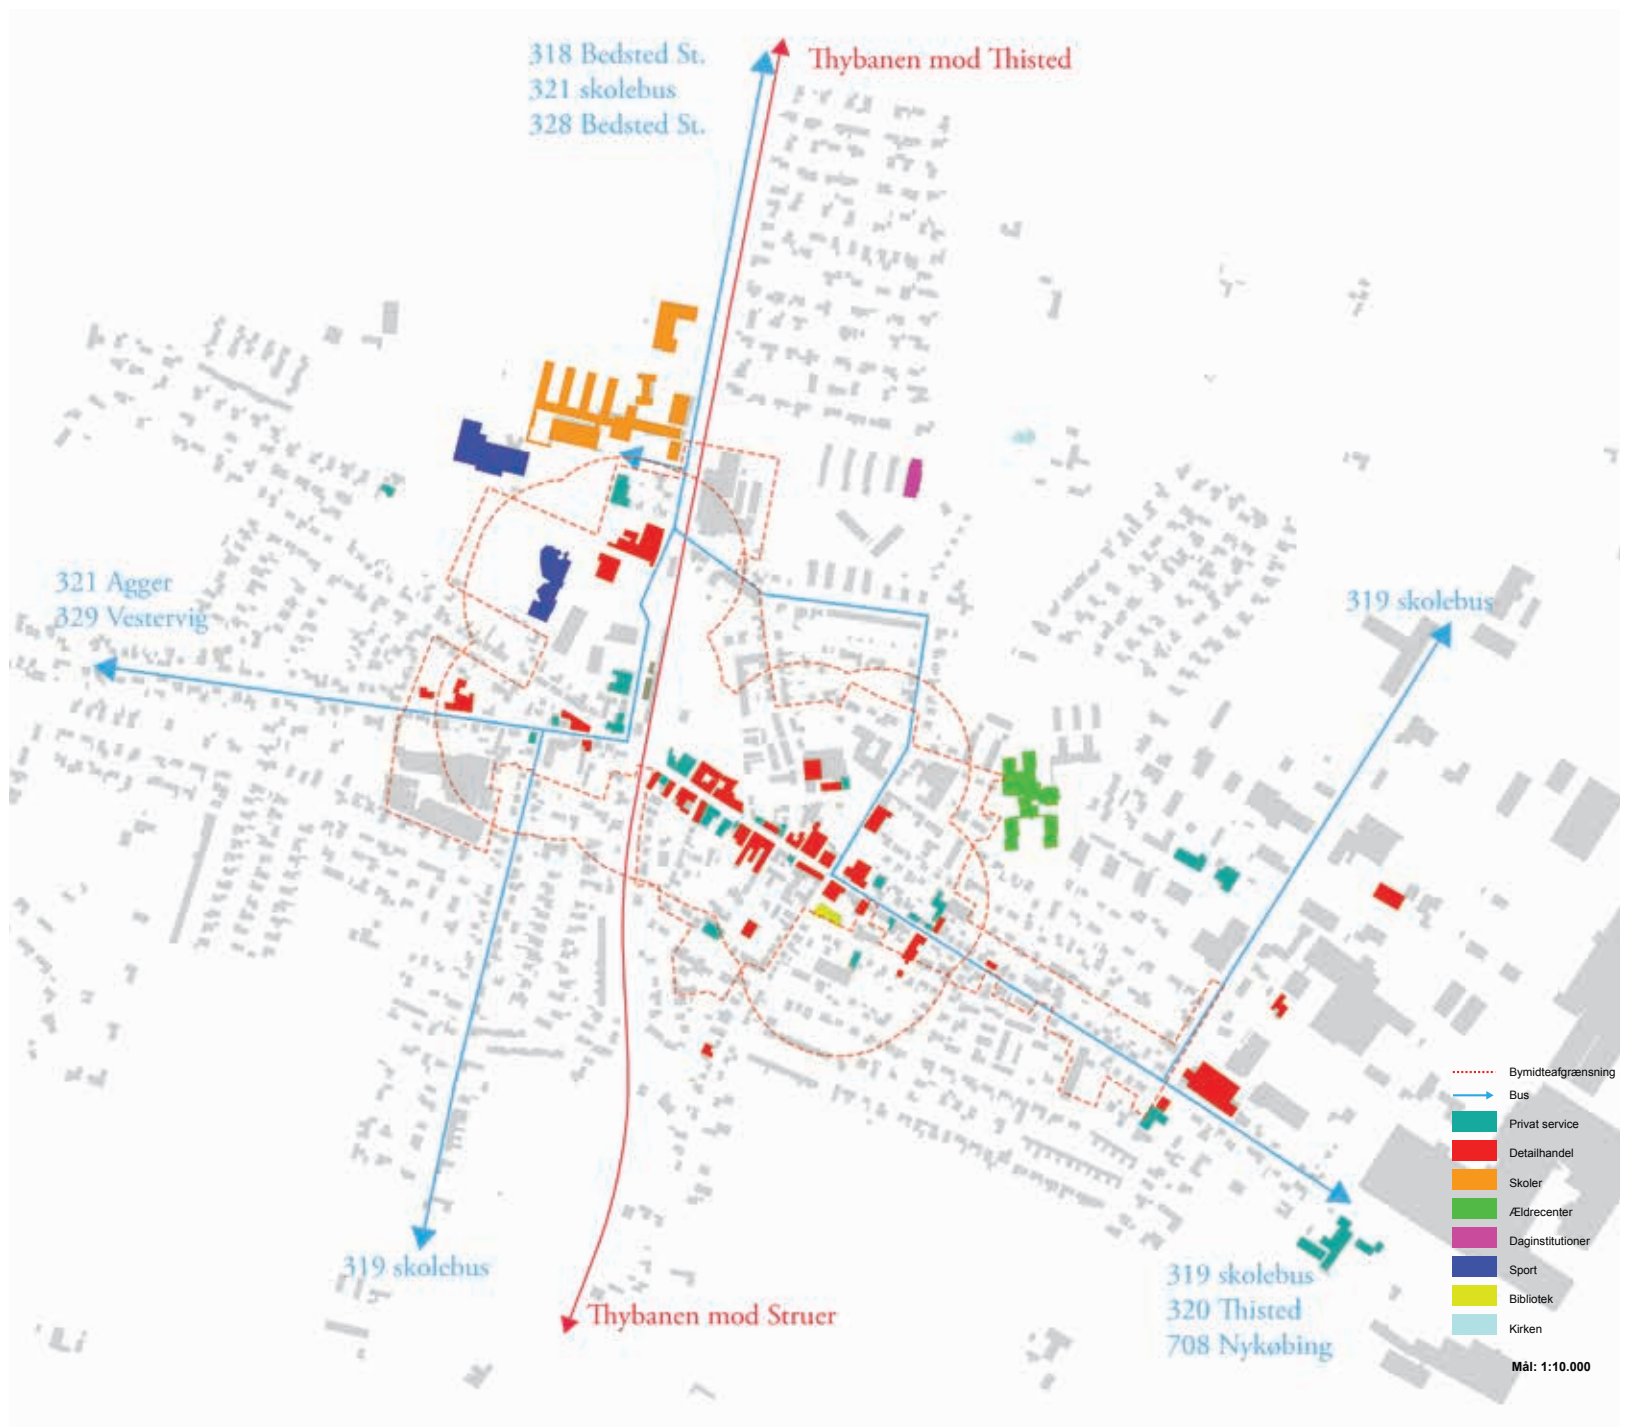 318 Bedsted St.
321 skolebus
328 Bedsted St.
Thybanen mod Thisted
321 Agger
329 Vestervig
319 skolebus
319 skolebus
Thybanen mod Struer
319 skolebus
320 Thisted
708 Nykøbing
Bymidteafgrænsning
Bus
Privat service
Detailhandel
Skoler
Ældrecenter
Daginstitutioner
Sport
Bibliotek
Kirken
Mål: 1:10.000